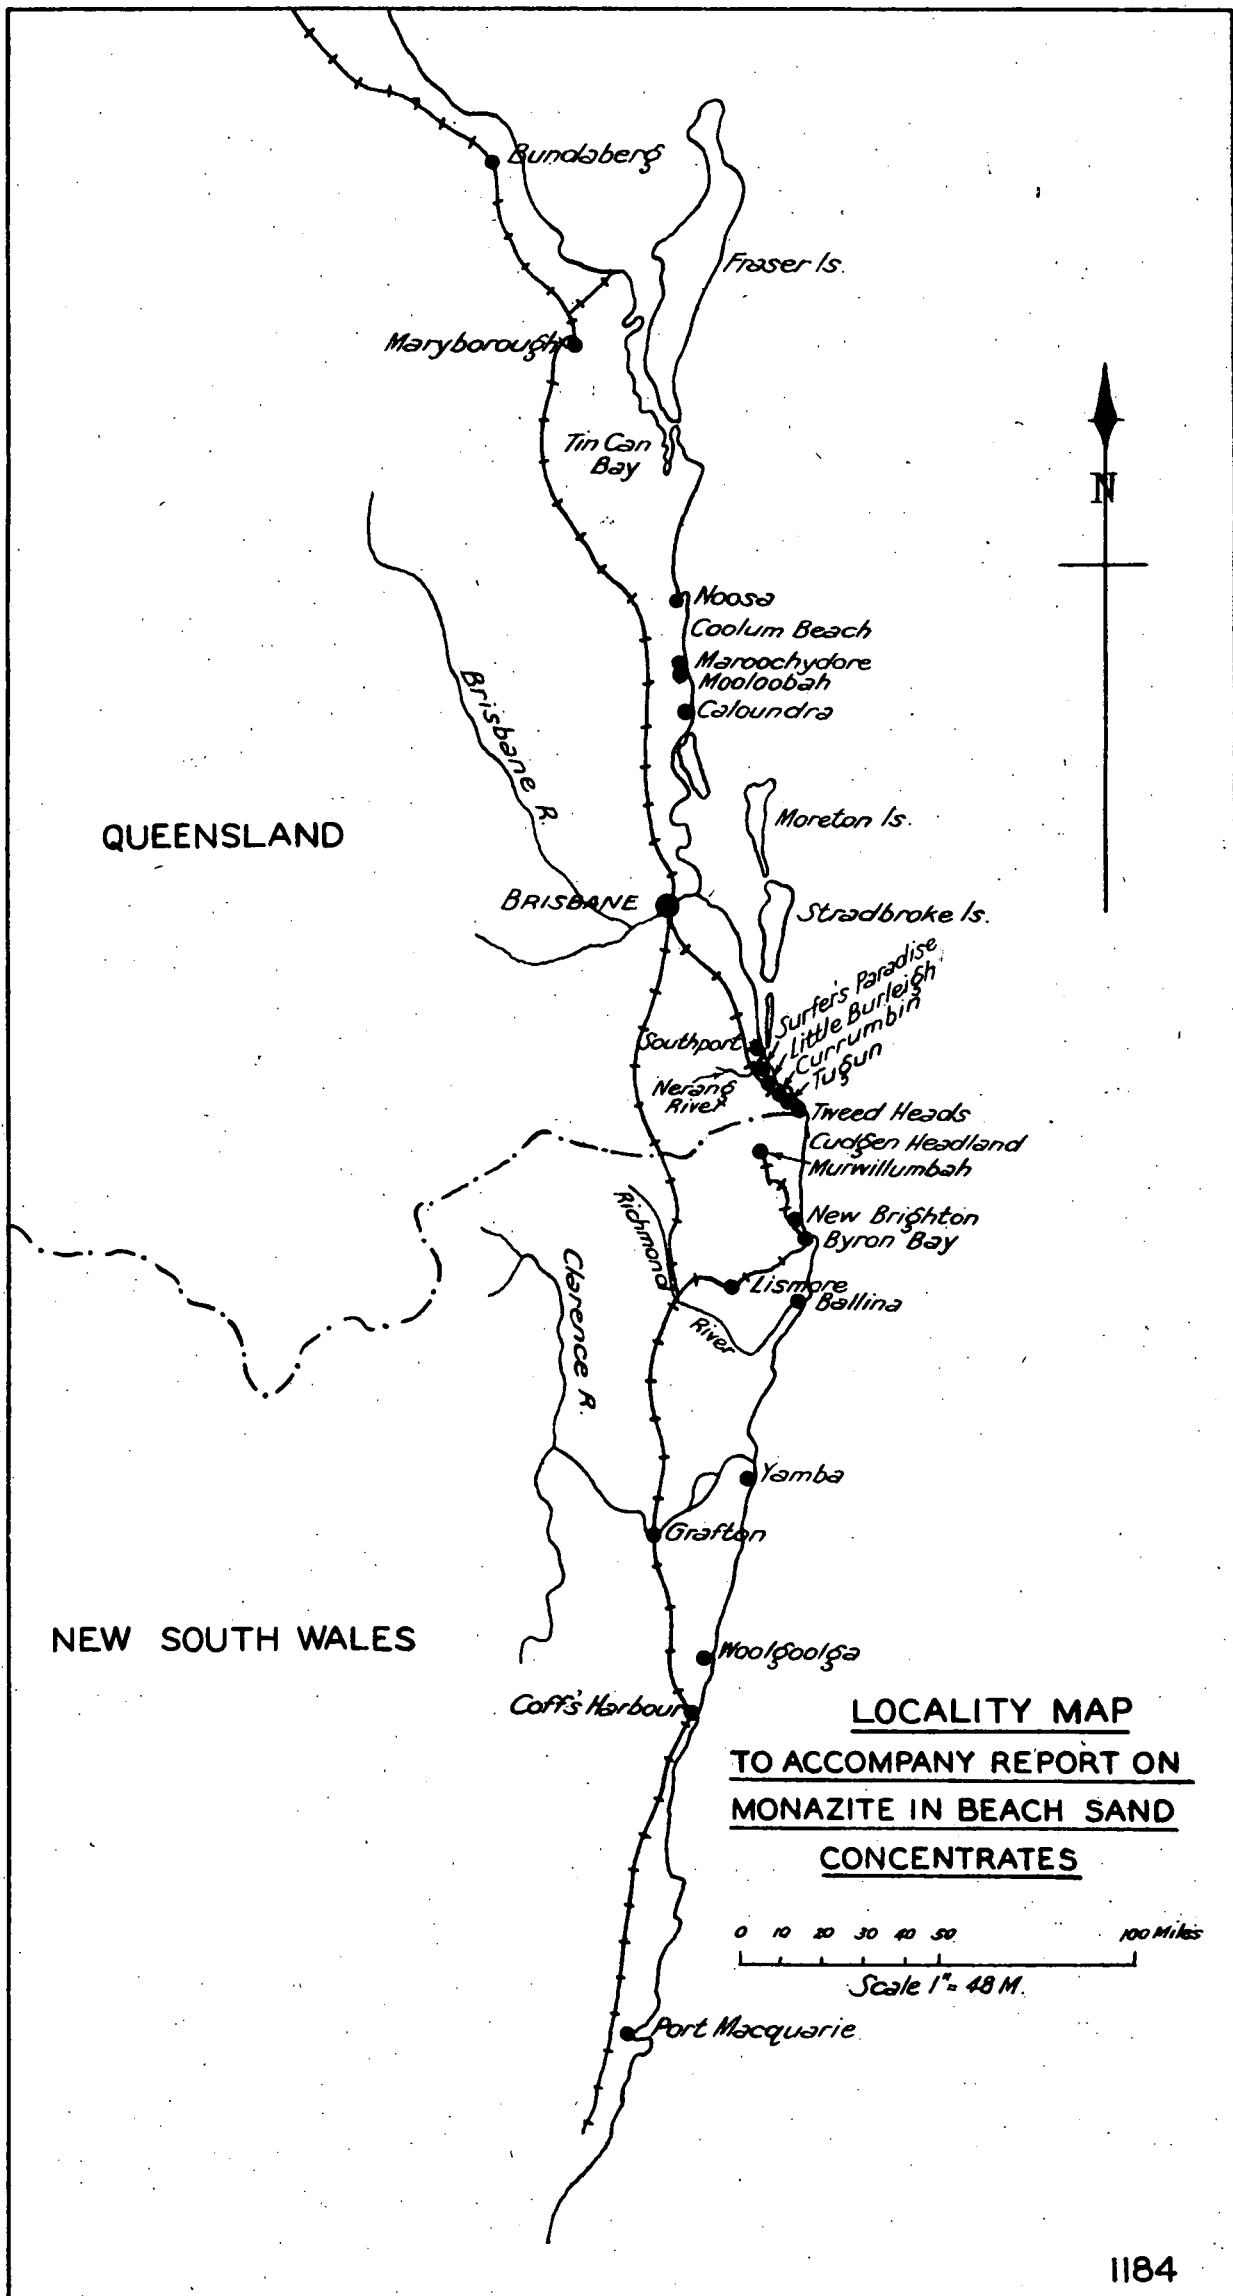 Bundaberg
Fraser Is.
Maryborough
Tin Can
Bay
N
Noosa
Coolum Beach
Maroochydore
Mooloobah
Caloundra
Brisbane R.
QUEENSLAND
Moreton Is.
BRISBANE
Stradbroke Is.
Surfer's Paradise
Little Burleigh
Currumbin
Tugun
Southport
Nerang
River
Tweed Heads
Cudgen Headland
Murwillumbah
Richmond
River
New Brighton
Byron Bay
Clarence R.
Lismore
Ballina
Yamba
Grafton
NEW SOUTH WALES
Woolgoolga
Coff's Harbour
LOCALITY MAP
TO ACCOMPANY REPORT ON
MONAZITE IN BEACH SAND
CONCENTRATES
0 10 20 30 40 50 100 Miles
Scale 1" = 48 M.
Port Macquarie
1184